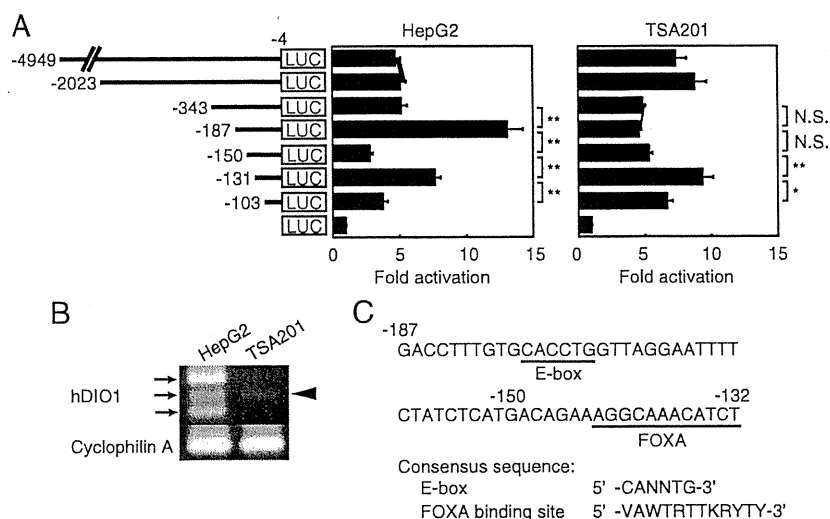 A
HepG2
TSA201
-4
-4949
LUC
-2023
LUC
-343
LUC
-187
LUC
-150
LUC
-131
LUC
-103
LUC
LUC
**
**
**
**
N.S.
N.S.
**
*
0 5 10 15
Fold activation
0 5 10 15
Fold activation
B
HepG2
TSA201
hDIO1
Cyclophilin A
C
-187
GACCTTTGTGCACCTGGTTAGGAATTTT
E-box
-150 -132
CTATCTCATGACAGAAAGGCAAACATCT
FOXA
Consensus sequence:
E-box 5' -CANNTG-3'
FOXA binding site 5' -VAWTRTTKRYTY-3'